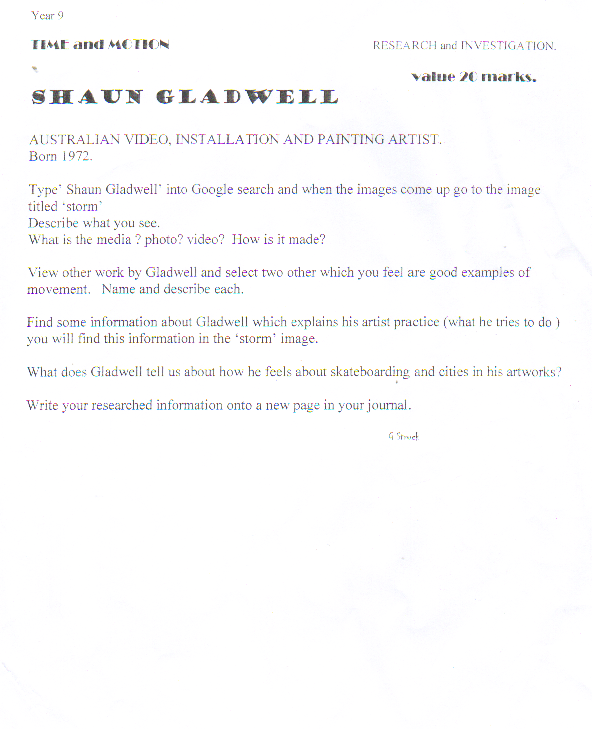 Year 9
TIME and MOTION
RESEARCH and INVESTIGATION.
value 20 marks.
SHAUN GLADWELL
AUSTRALIAN VIDEO, INSTALLATION AND PAINTING ARTIST.
Born 1972.
Type' Shaun Gladwell' into Google search and when the images come up go to the image
titled 'storm'
Describe what you see.
What is the media ? photo? video?  How is it made?
View other work by Gladwell and select two other which you feel are good examples of
movement.   Name and describe each.
Find some information about Gladwell which explains his artist practice (what he tries to do )
you will find this information in the 'storm' image.
What does Gladwell tell us about how he feels about skateboarding and cities in his artworks?
Write your researched information onto a new page in your journal.